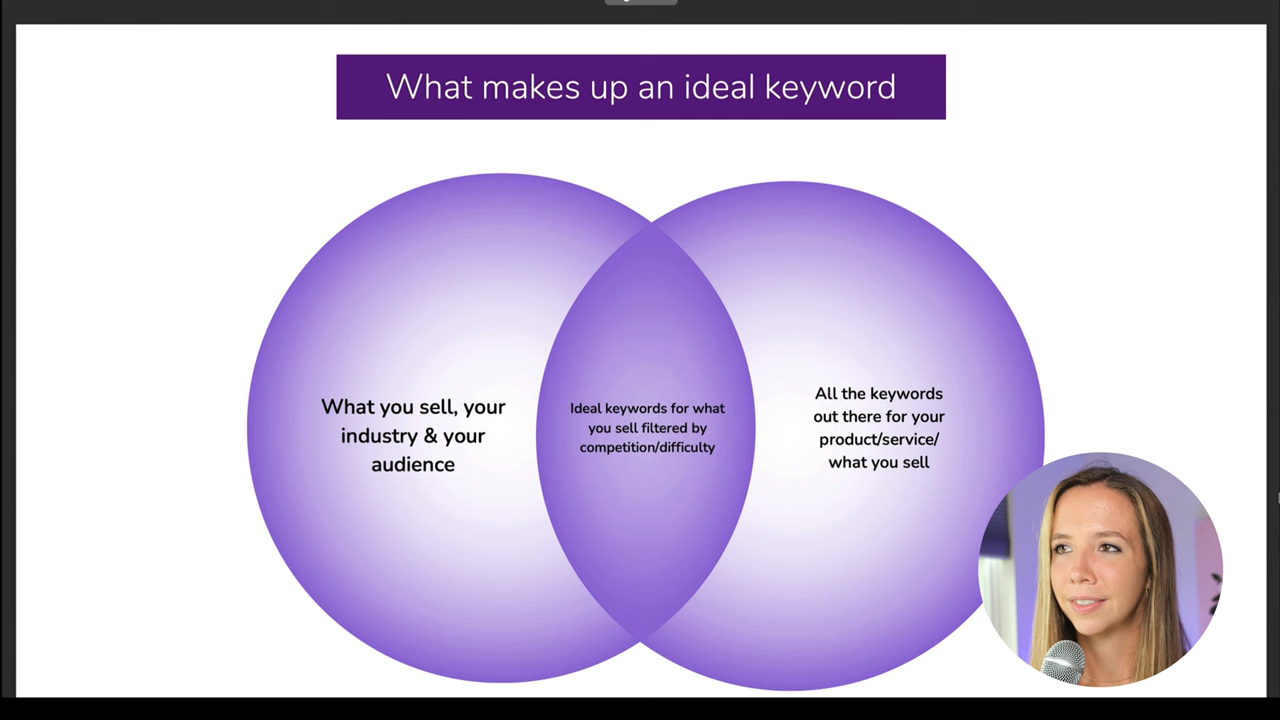 What makes up an ideal keyword
What you sell, your
industry & your
audience
Ideal keywords for what
you sell filtered by
competition/difficulty
All the keywords
out there for your
product/service/
what you sell